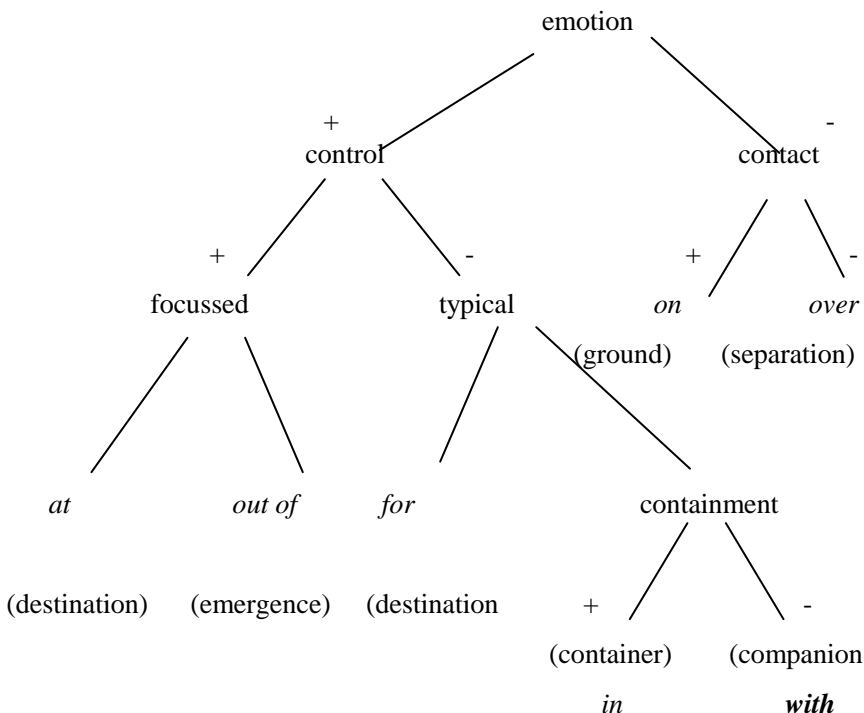 emotion
+ -
control contact
+ - + -
focussed typical on over
(ground) (separation)
at out of for containment
(destination) (emergence) (destination + -
(container) (companion
in with